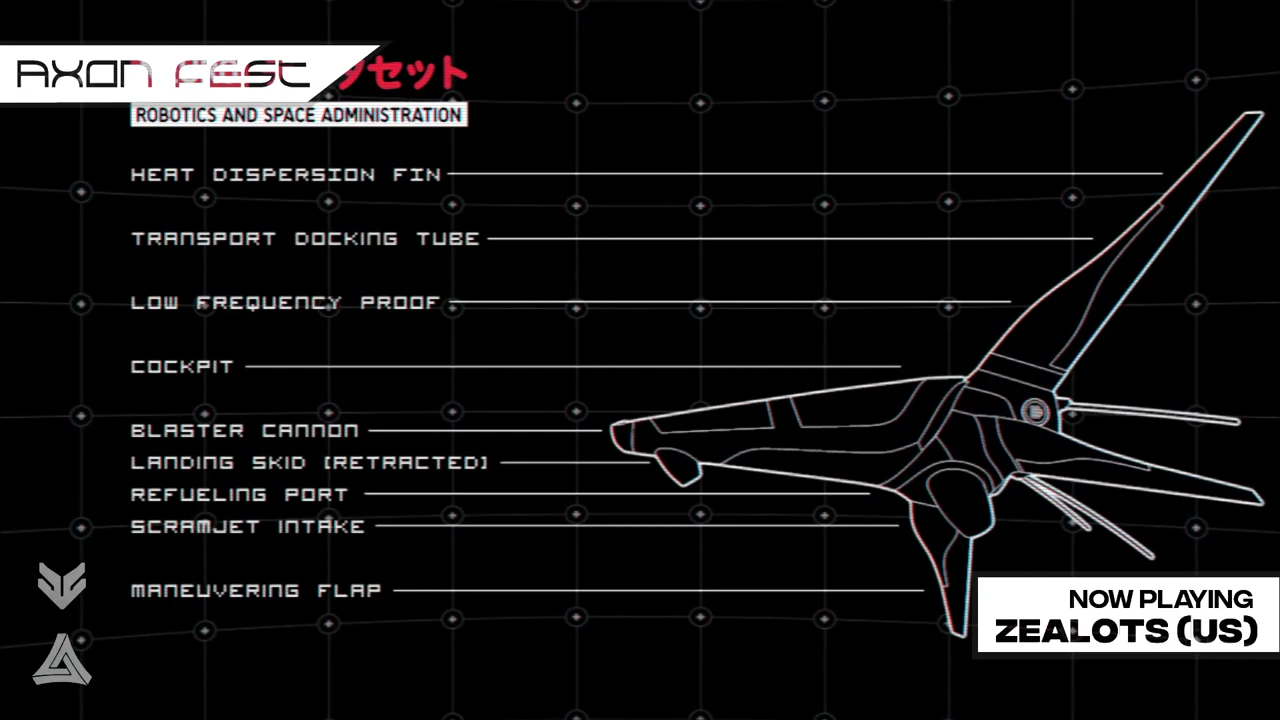 AXON FEST
セット
ROBOTICS AND SPACE ADMINISTRATION
HEAT DISPERSION FIN
TRANSPORT DOCKING TUBE
LOW FREQUENCY PROOF
COCKPIT
BLASTER CANNON
LANDING SKID [RETRACTED]
REFUELING PORT
SCRAMJET INTAKE
MANEUVERING FLAP
NOW PLAYING
ZEALOTS (US)